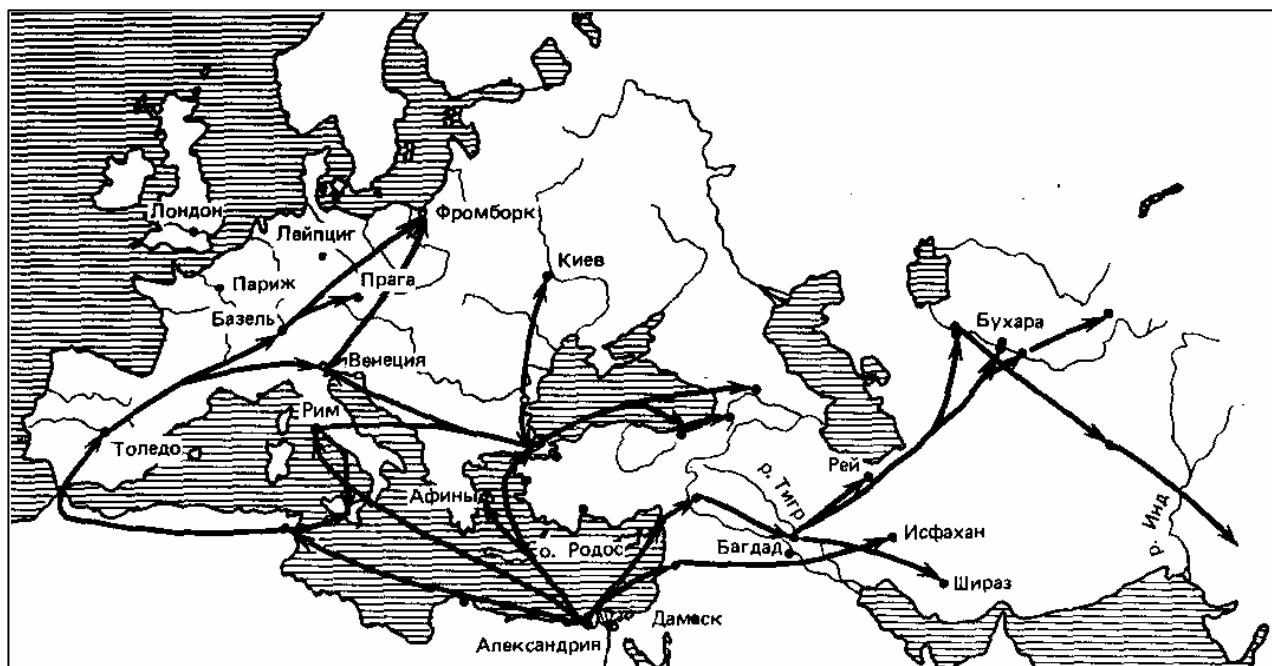 Фромборк
Лондон
Лейпциг
Киев
Прага
Париж
Базель
Бухара
Венеция
Рим
Толедо
Рей
р. Тигр
Афины
р. Инд
Исфахан
о. Родос
Багдад
Шираз
Дамаск
Александрия